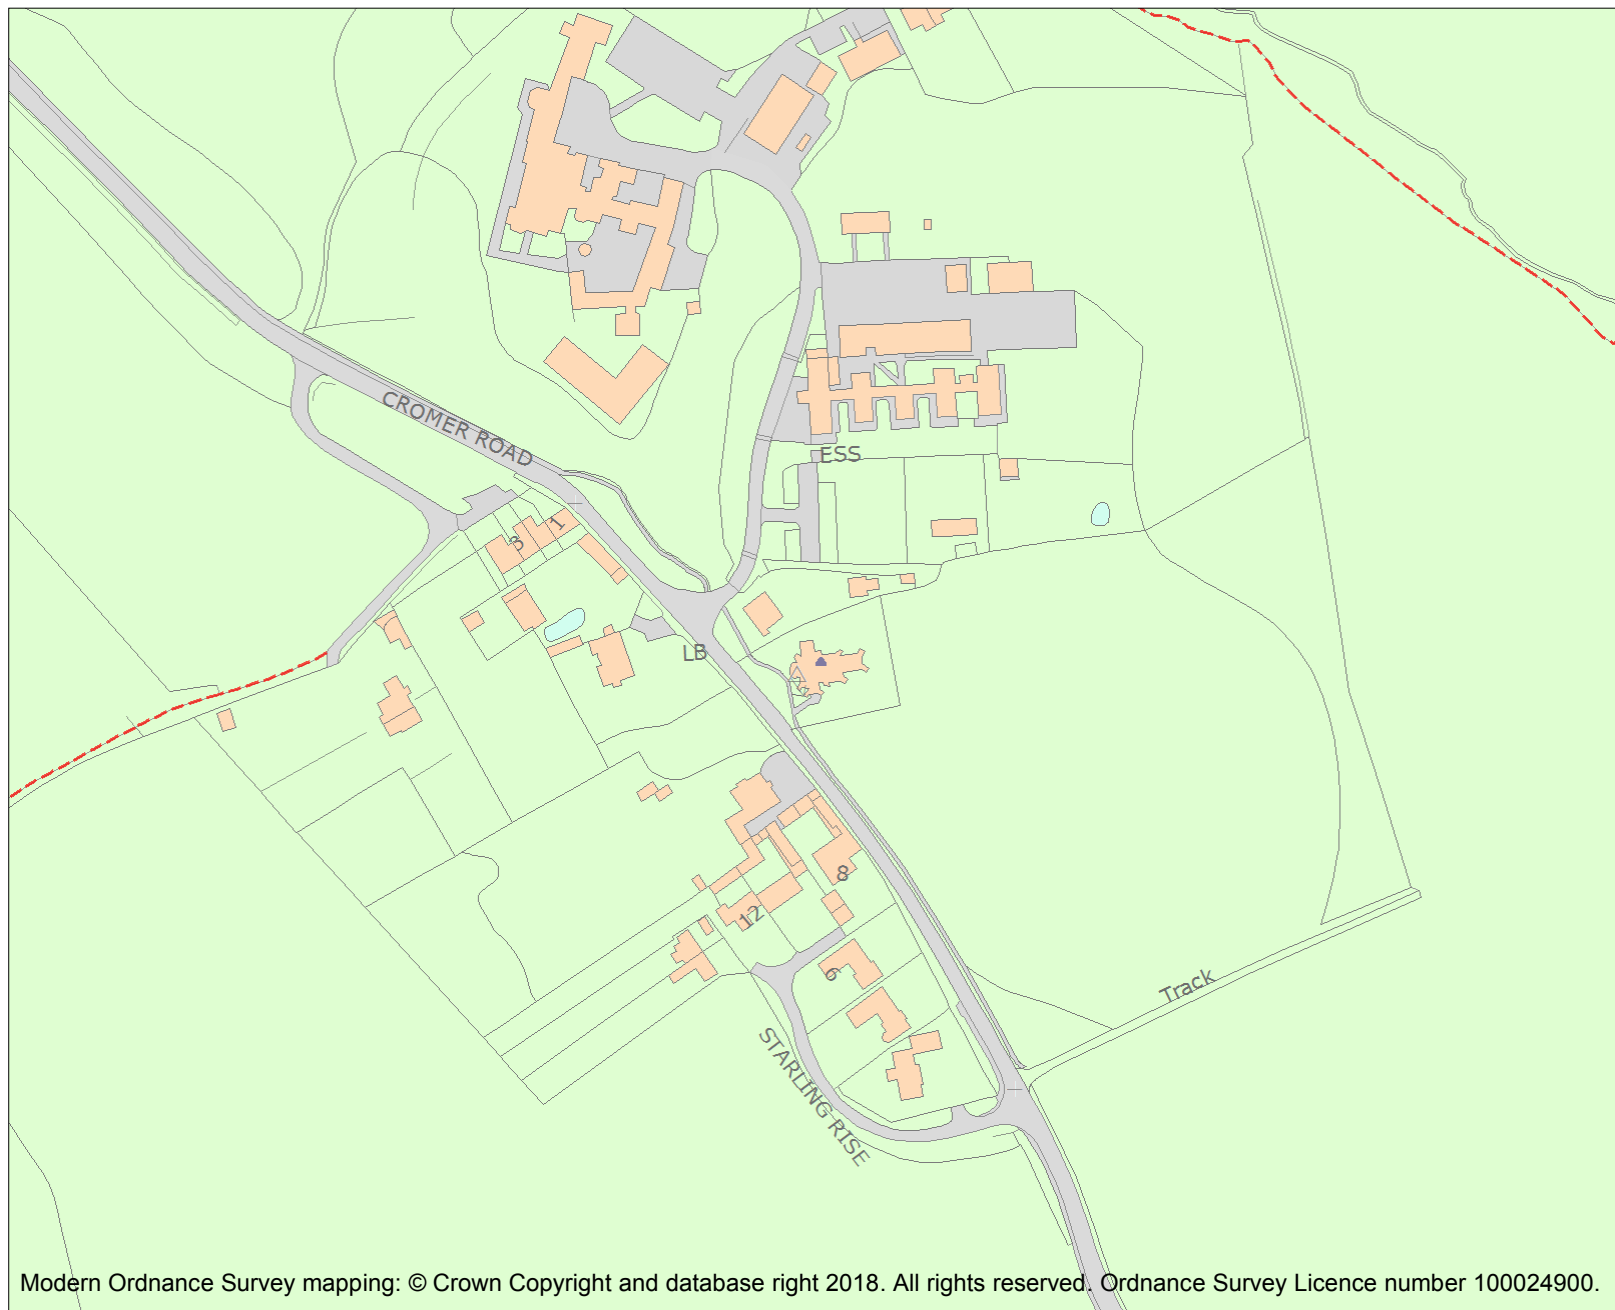 CROMER ROAD
ESS
1
3
LB
8
12
6
Track
STARLING RISE
Modern Ordnance Survey mapping: © Crown Copyright and database right 2018. All rights reserved. Ordnance Survey Licence number 100024900.